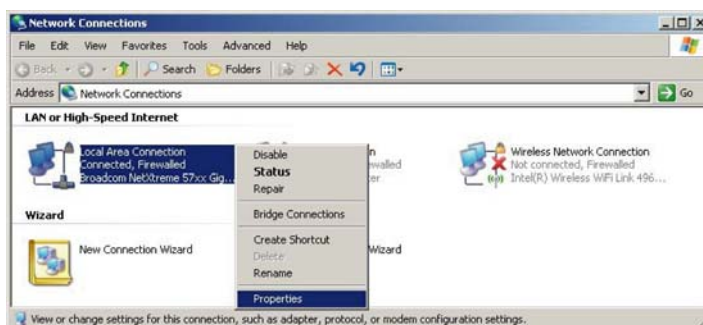 Network Connections
File Edit View Favorites Tools Advanced Help
Back Search Folders
Address Network Connections Go
LAN or High-Speed Internet
Local Area Connection
Connected, Firewalled
Broadcom NetXtreme 57xx Gig...
Disable
Status
Repair
Bridge Connections
Create Shortcut
Delete
Rename
Properties
Wireless Network Connection
Not connected, Firewalled
Intel(R) Wireless WiFi Link 496...
Wizard
New Connection Wizard
Wizard
View or change settings for this connection, such as adapter, protocol, or modem configuration settings.